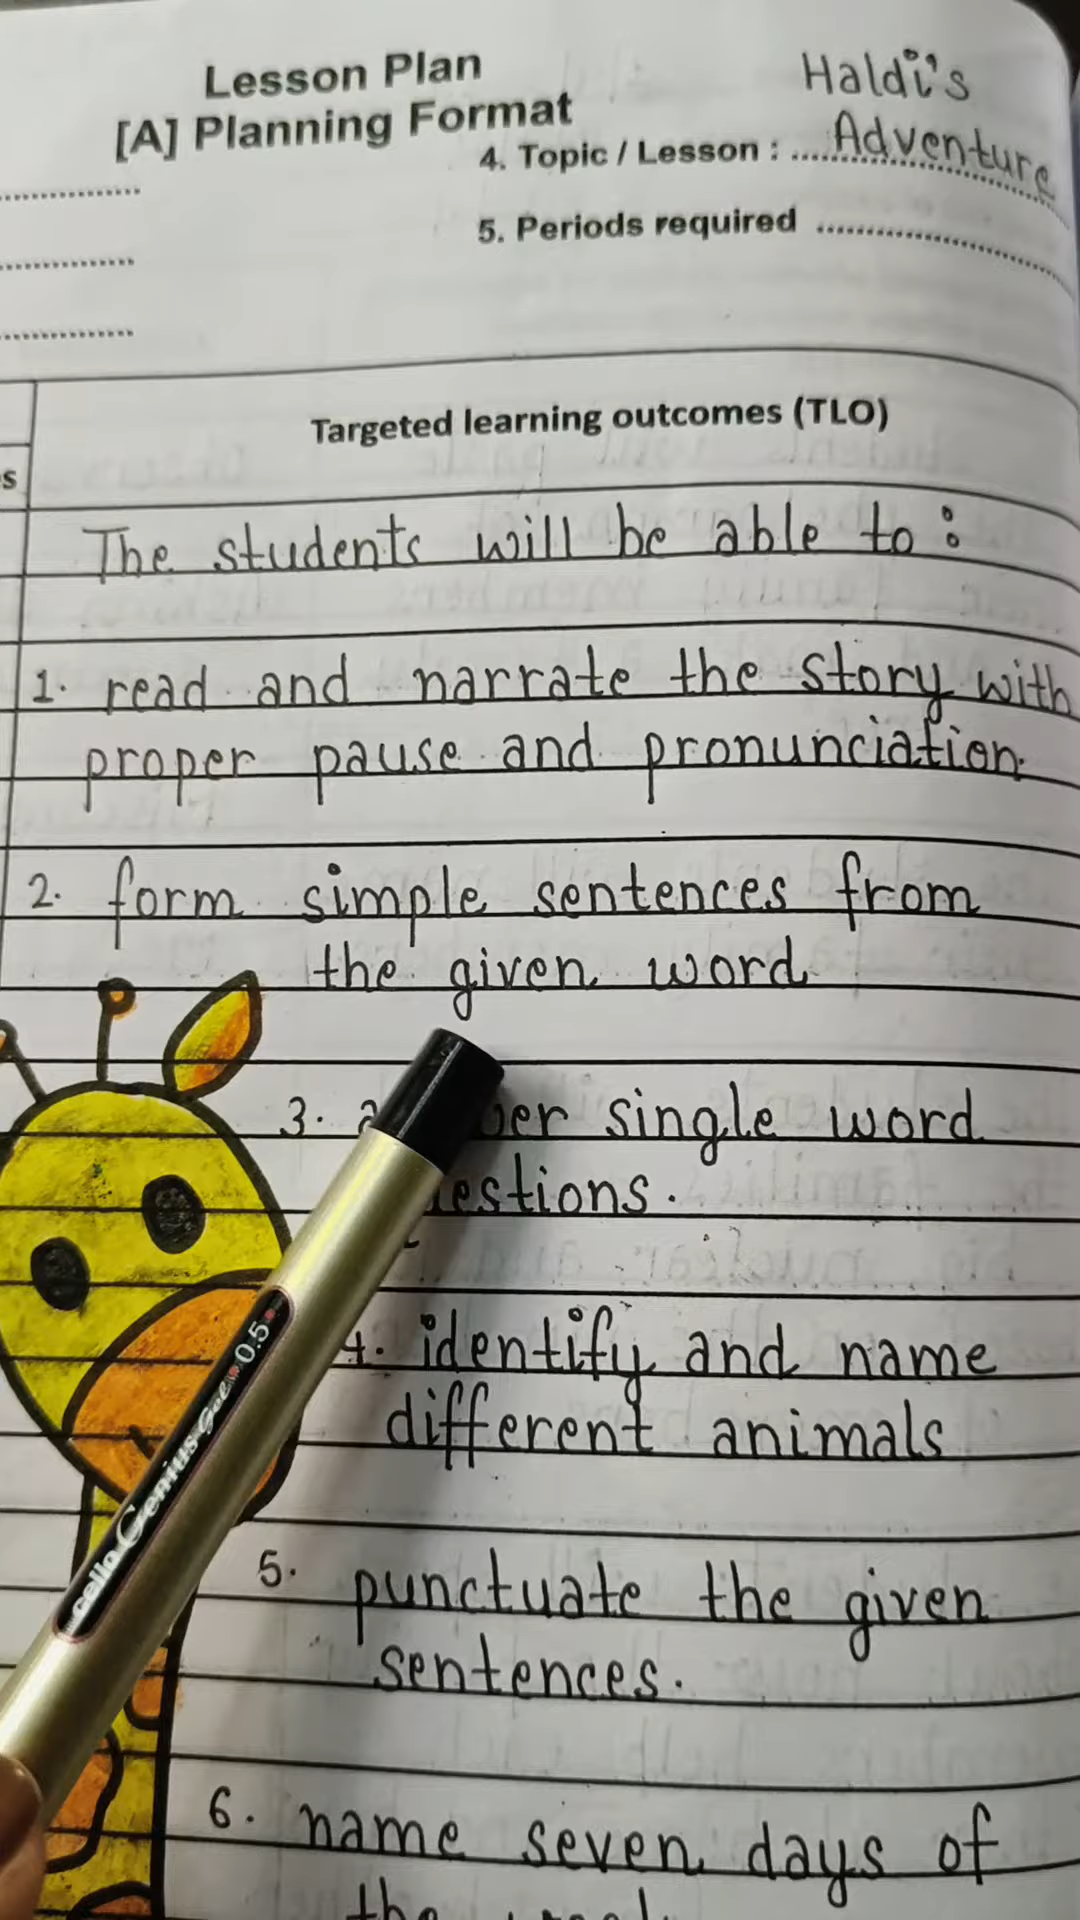 Lesson Plan
[A] Planning Format
Haldi's
4. Topic / Lesson : Adventure
5. Periods required
s
Targeted learning outcomes (TLO)
The students will be able to :
1. read and narrate the story with
proper pause and pronunciation.
2. form simple sentences from
the given word
3. single word
4. identify and name
different animals
5. punctuate the given
sentences.
6. name seven days of
the
cello Genius Gel 0.5